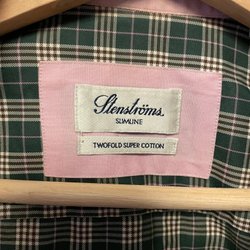 Stenströms
SLIMLINE
TWOFOLD SUPER COTTON